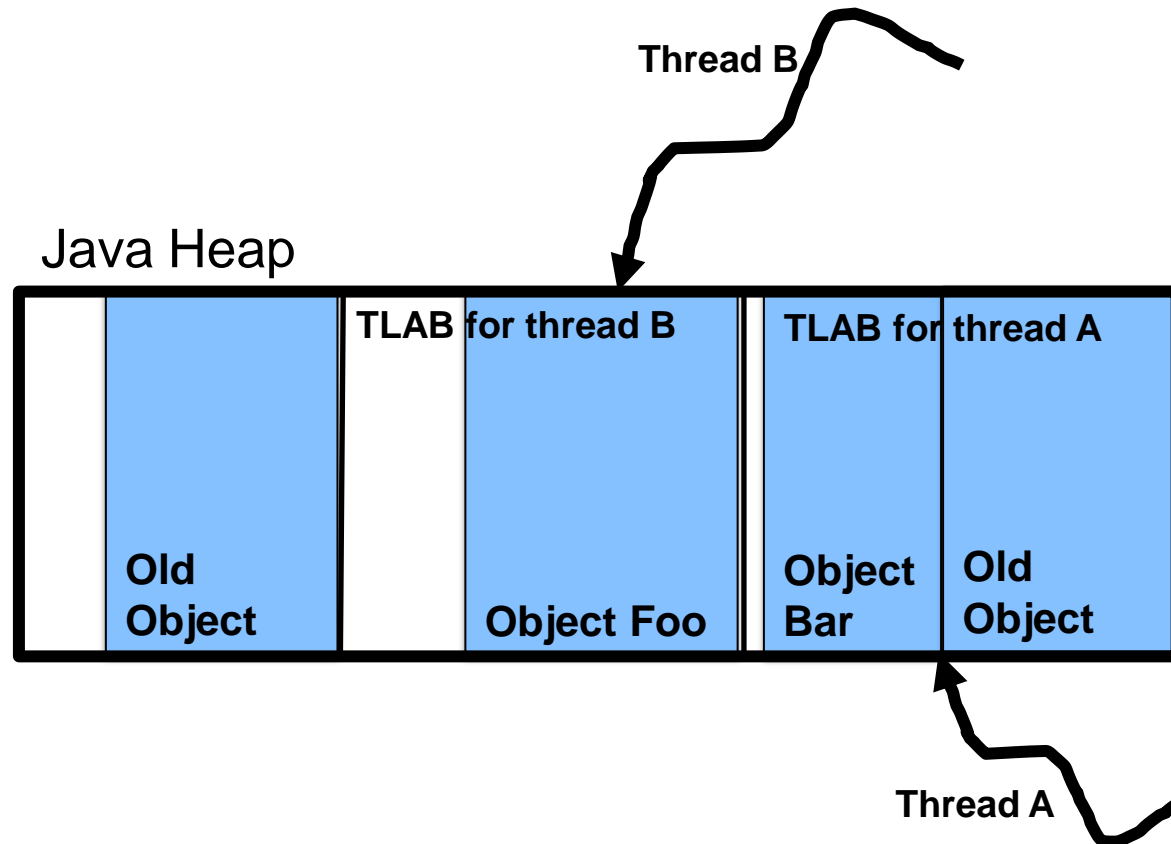 Thread B
Java Heap
TLAB for thread B
TLAB for thread A
Old
Object
Object Foo
Object
Bar
Old
Object
Thread A